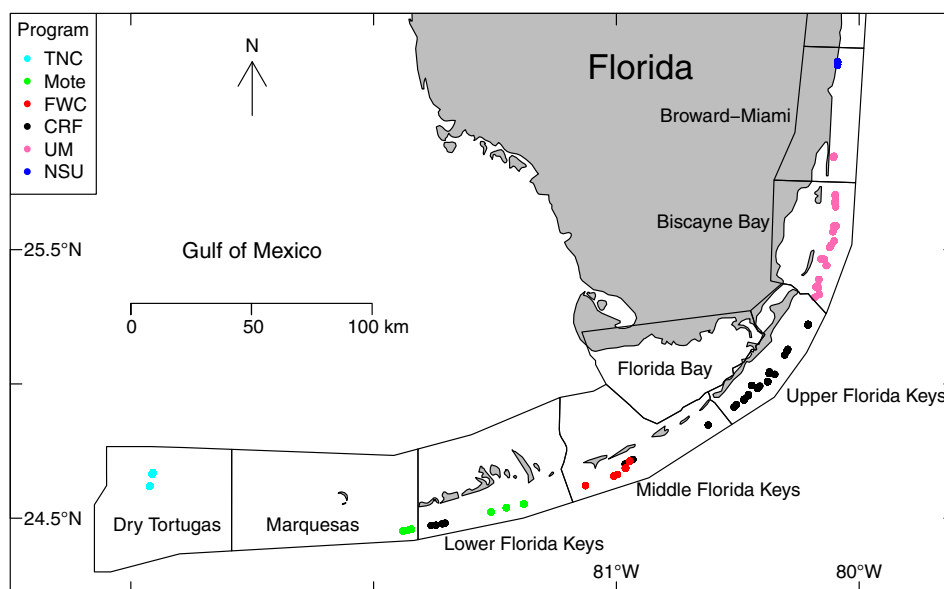 Program
TNC
Mote
FWC
CRF
UM
NSU
N
Florida
Broward–Miami
Biscayne Bay
25.5°N
Gulf of Mexico
0 50 100 km
Florida Bay
Upper Florida Keys
Middle Florida Keys
24.5°N
Dry Tortugas
Marquesas
Lower Florida Keys
81°W
80°W